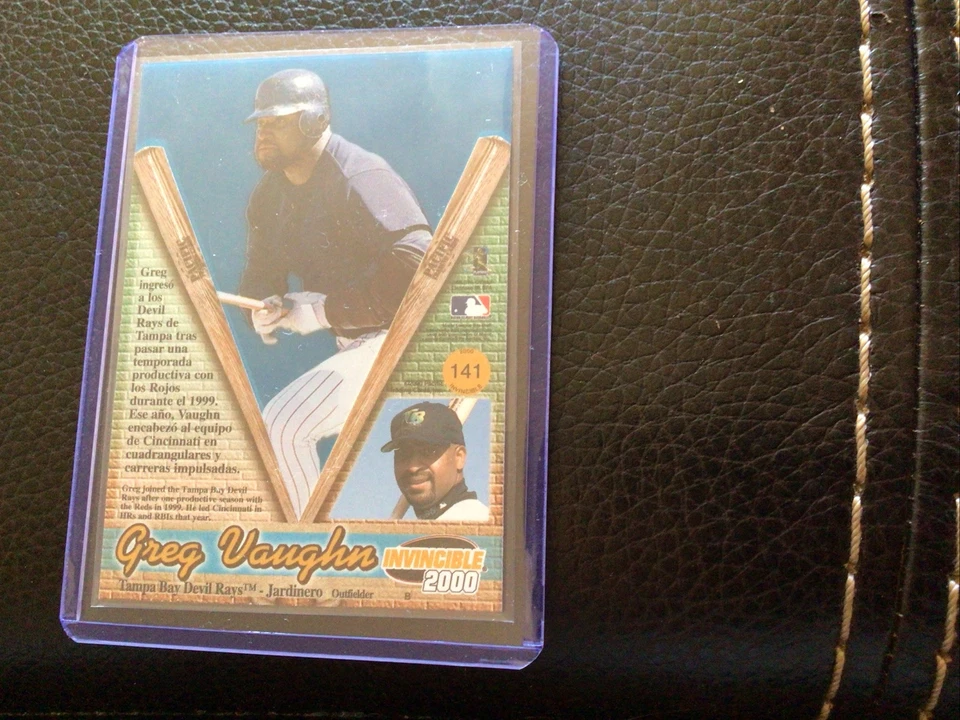 Greg
ingresó
a los
Devil
Rays de
Tampa tras
pasar una
temporada
productiva con
los Rojos
durante el 1999.
Ese año, Vaughn
encabezó al equipo
de Cincinnati en
cuadrangulares y
carreras impulsadas.
Greg joined the Tampa Bay Devil
Rays after one productive season with
the Reds in 1999. He led Cincinnati in
HRs and RBIs that year.
141
TB
Greg Vaughn
INVINCIBLE
2000
Tampa Bay Devil Rays™ - Jardinero Outfielder B